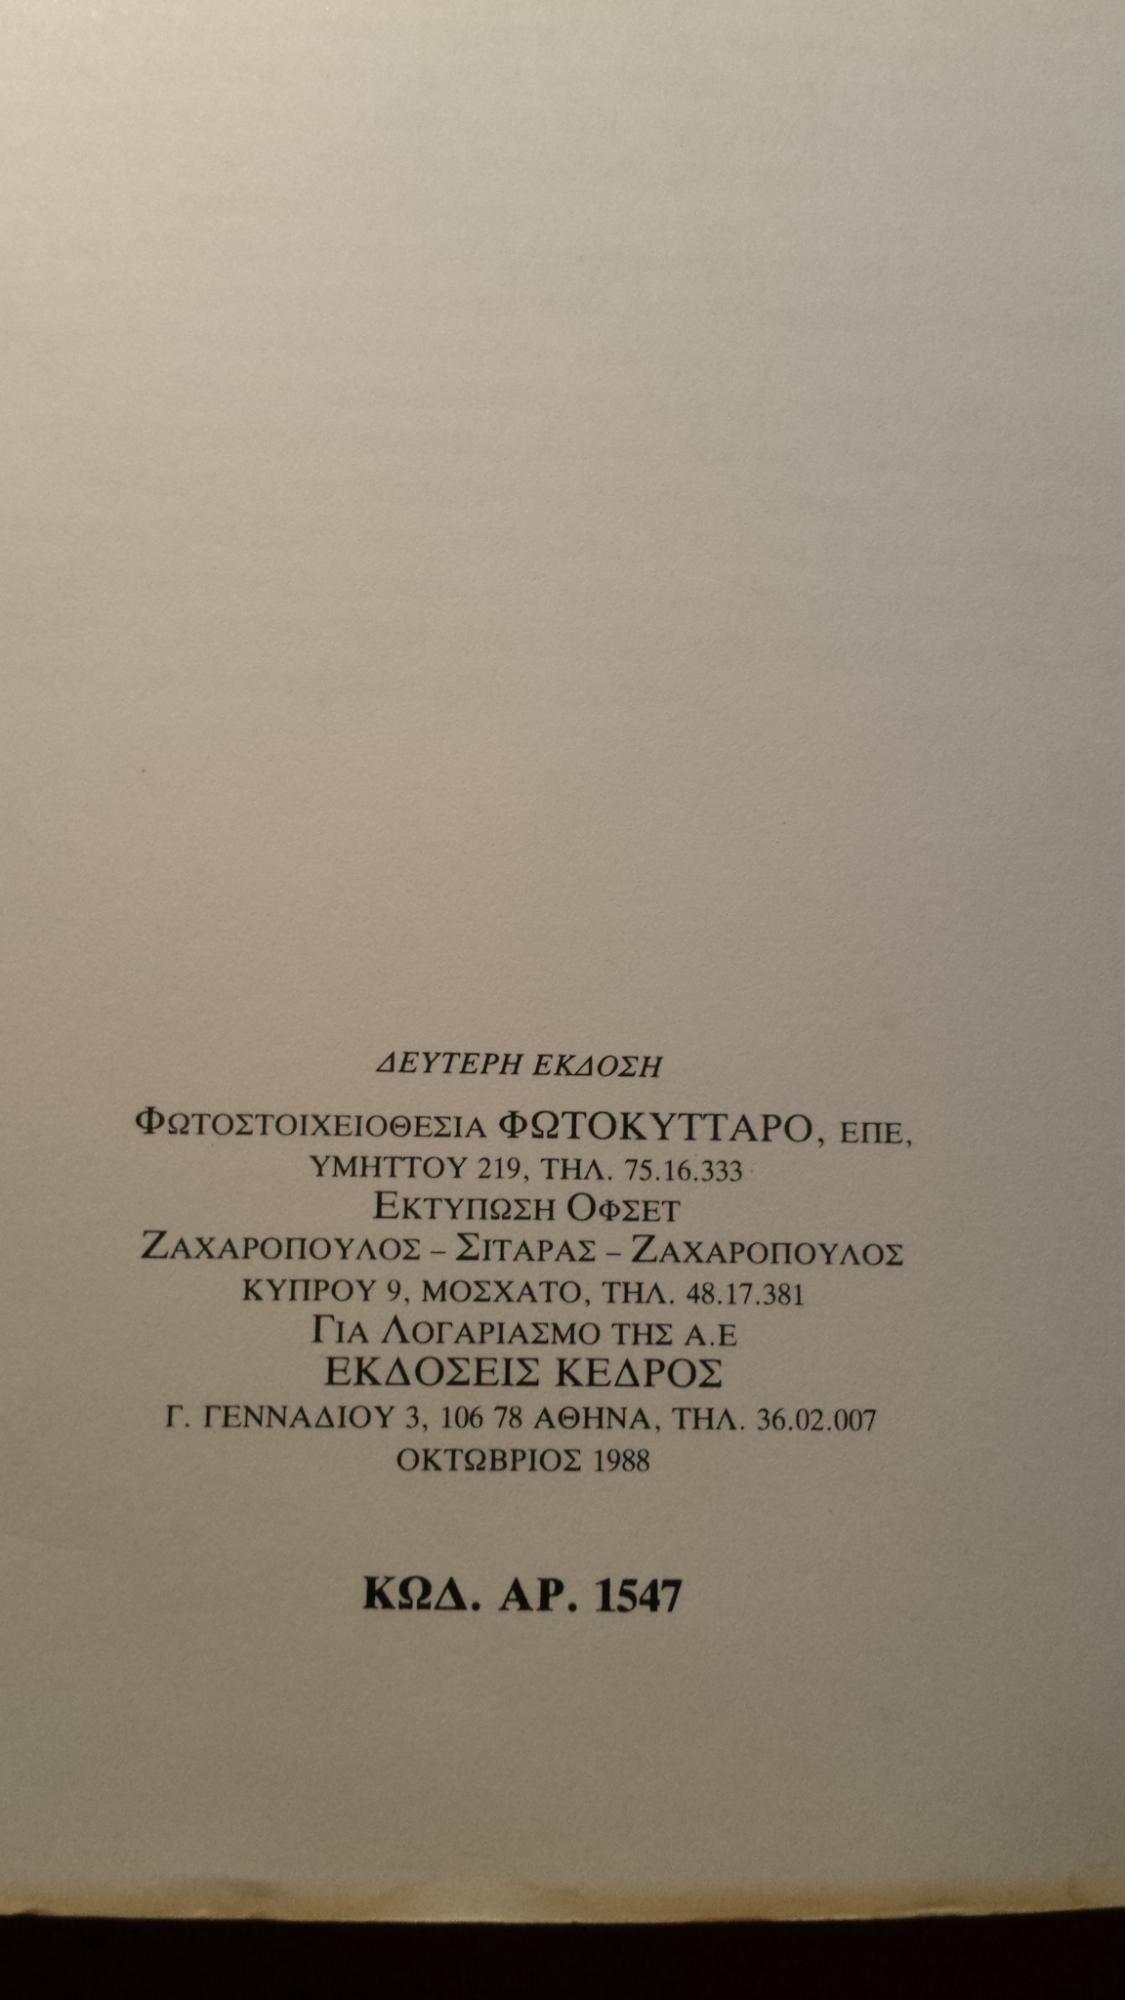 ΔΕΥΤΕΡΗ ΕΚΔΟΣΗ
ΦΩΤΟΣΤΟΙΧΕΙΟΘΕΣΙΑ ΦΩΤΟΚΥΤΤΑΡΟ, ΕΠΕ,
ΥΜΗΤΤΟΥ 219, ΤΗΛ. 75.16.333
ΕΚΤΥΠΩΣΗ ΟΦΣΕΤ
ΖΑΧΑΡΟΠΟΥΛΟΣ – ΣΙΤΑΡΑΣ – ΖΑΧΑΡΟΠΟΥΛΟΣ
ΚΥΠΡΟΥ 9, ΜΟΣΧΑΤΟ, ΤΗΛ. 48.17.381
ΓΙΑ ΛΟΓΑΡΙΑΣΜΟ ΤΗΣ Α.Ε
ΕΚΔΟΣΕΙΣ ΚΕΔΡΟΣ
Γ. ΓΕΝΝΑΔΙΟΥ 3, 106 78 ΑΘΗΝΑ, ΤΗΛ. 36.02.007
ΟΚΤΩΒΡΙΟΣ 1988
ΚΩΔ. ΑΡ. 1547